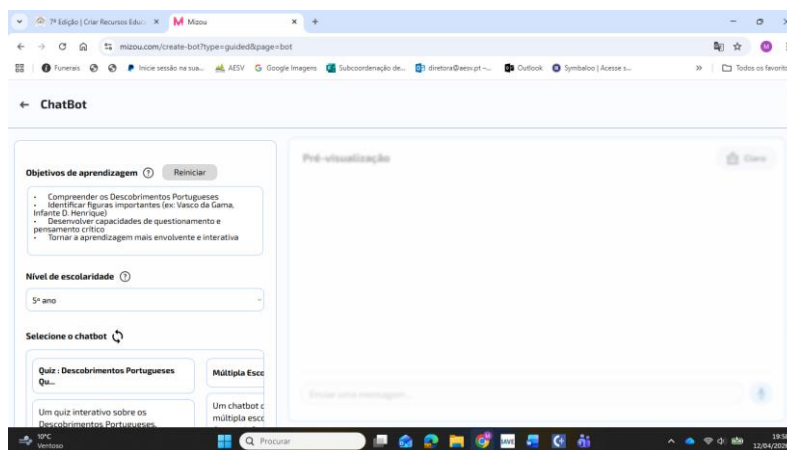 7ª Edição | Criar Recursos Educ
Mizou
mizou.com/create-bot?type=guided&page=bot
Funerais
Inicie sessão na sua...
AESV
Google Imagens
Subcoordenação de...
diretora@aesv.pt –...
Outlook
Symbaloo | Acesse s...
Todos os favorito
ChatBot
Objetivos de aprendizagem
Reiniciar
• Compreender os Descobrimentos Portugueses
• Identificar figuras importantes (ex: Vasco da Gama,
Infante D. Henrique)
• Desenvolver capacidades de questionamento e
pensamento crítico
• Tornar a aprendizagem mais envolvente e interativa
Nível de escolaridade
5º ano
Selecione o chatbot
Quiz : Descobrimentos Portugueses
Qu...
Um quiz interativo sobre os
Descobrimentos Portugueses,
Múltipla Esco
Um chatbot d
múltipla esco
Pré-visualização
Claro
Enviar uma mensagem...
10°C
Ventoso
Procurar
SAVE
19:58
12/04/202